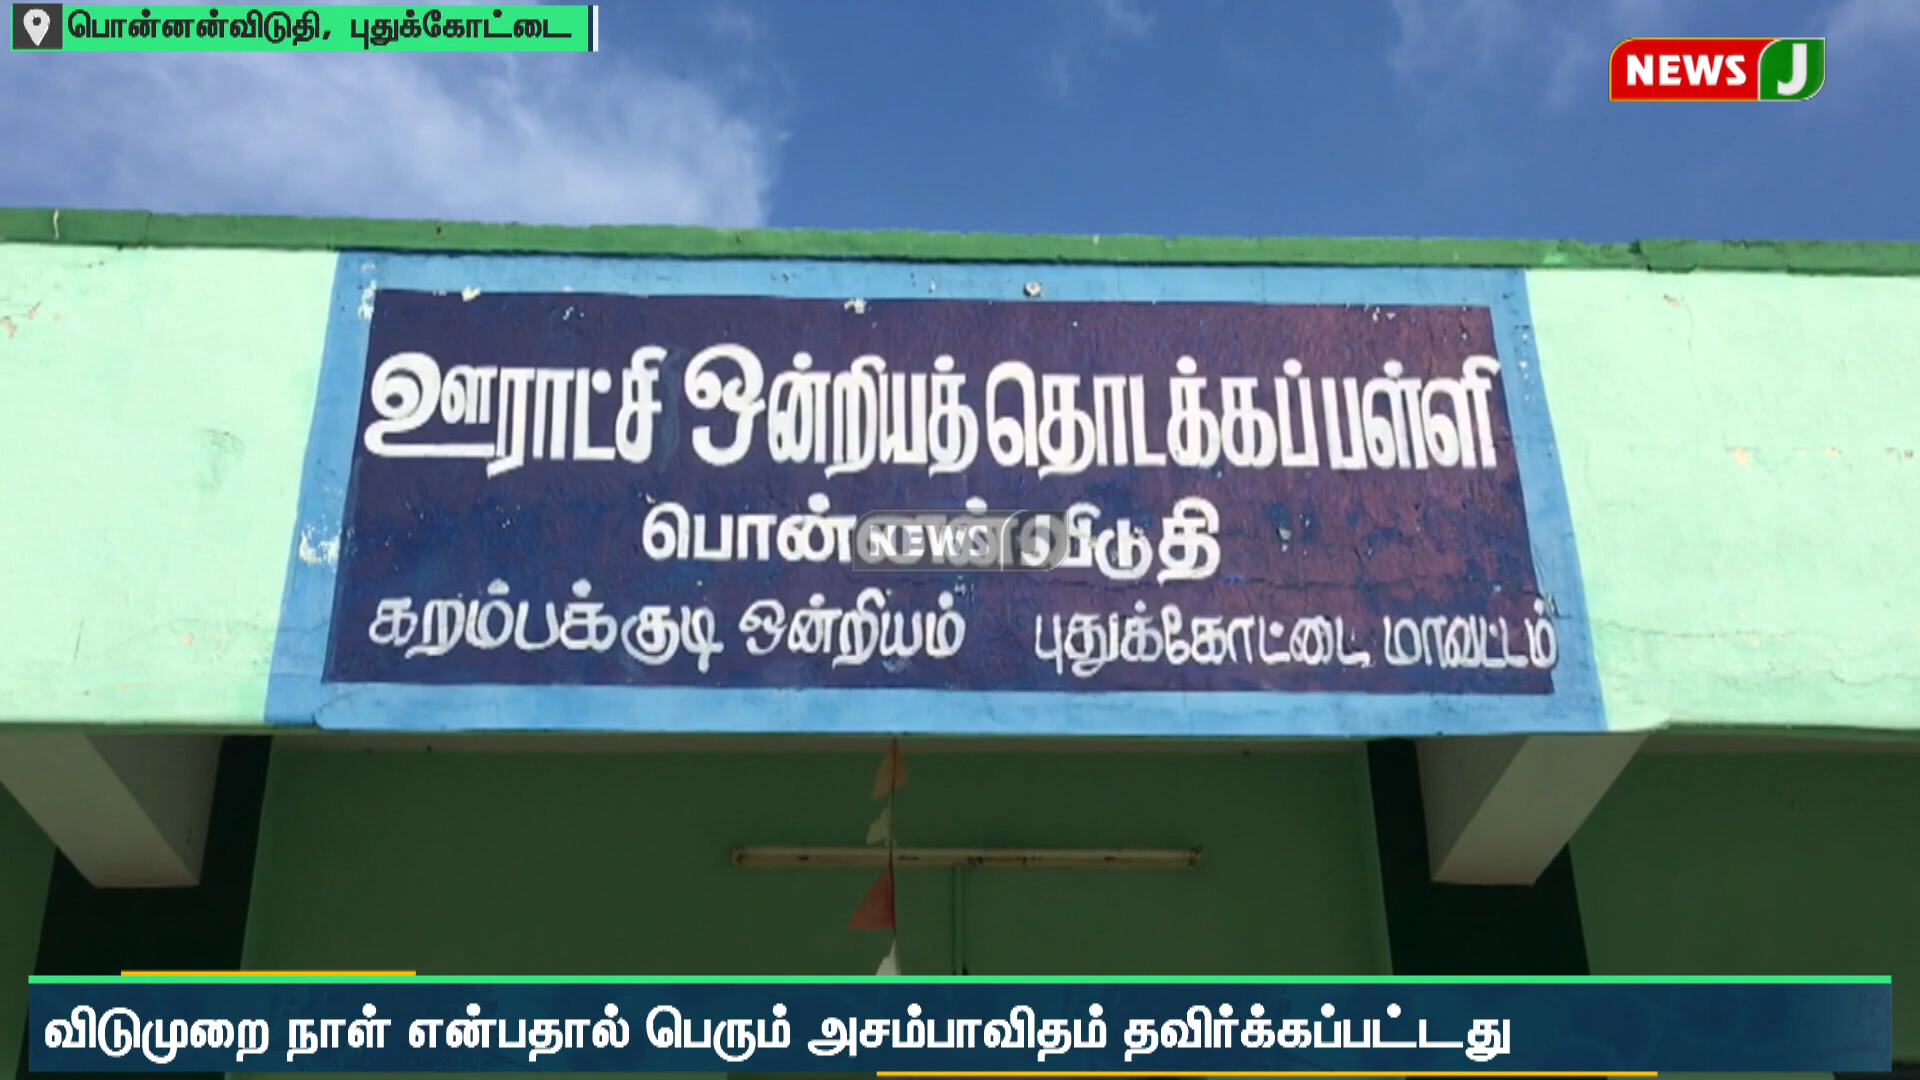 பொன்னன்விடுதி, புதுக்கோட்டை
NEWS J
ஊராட்சி ஒன்றியத் தொடக்கப்பள்ளி
பொன்னன் விடுதி
NEWS J
கறம்பக்குடி ஒன்றியம் புதுக்கோட்டை மாவட்டம்
விடுமுறை நாள் என்பதால் பெரும் அசம்பாவிதம் தவிர்க்கப்பட்டது